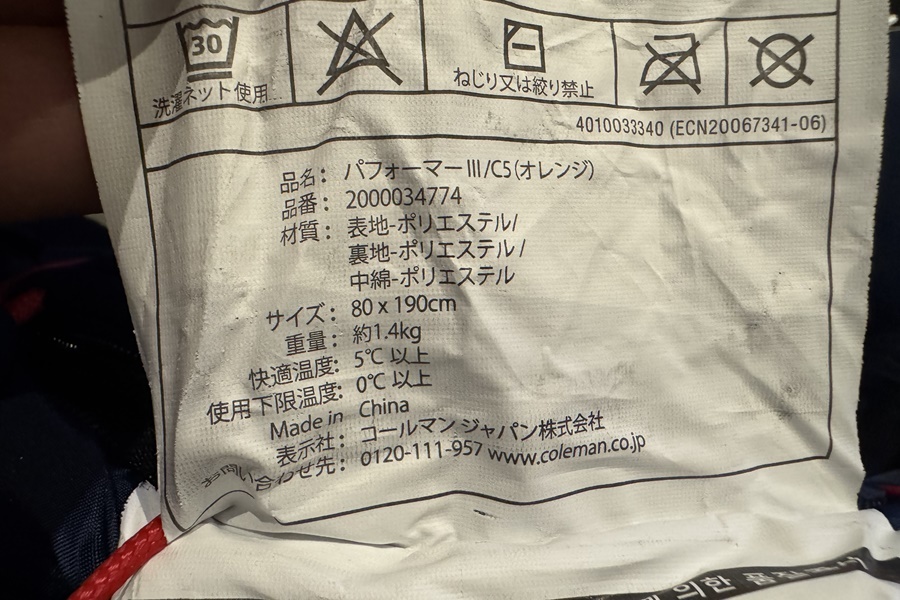 30
洗濯ネット使用
ねじり又は絞り禁止
4010033340 (ECN20067341-06)
品名： パフォーマーⅢ/C5(オレンジ)
品番： 2000034774
材質： 表地-ポリエステル/
裏地-ポリエステル /
中綿-ポリエステル
サイズ： 80 x 190cm
重量： 約1.4kg
快適温度: 5℃ 以上
使用下限温度: 0℃ 以上
Made in China
表示社： コールマン ジャパン株式会社
お問い合わせ先： 0120-111-957 www.coleman.co.jp
의한